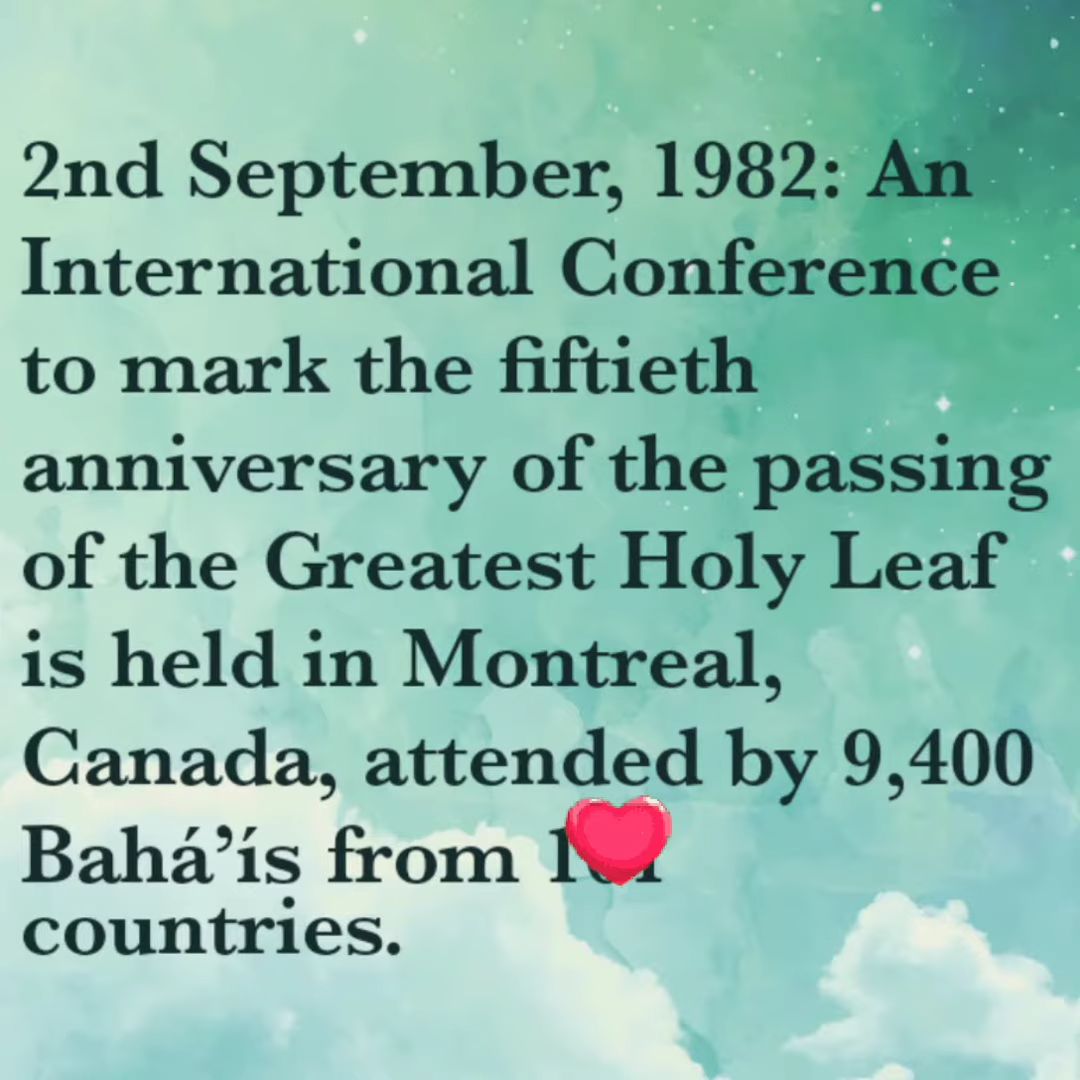 2nd September, 1982: An
International Conference
to mark the fiftieth
anniversary of the passing
of the Greatest Holy Leaf
is held in Montreal,
Canada, attended by 9,400
Bahá’ís from
countries.